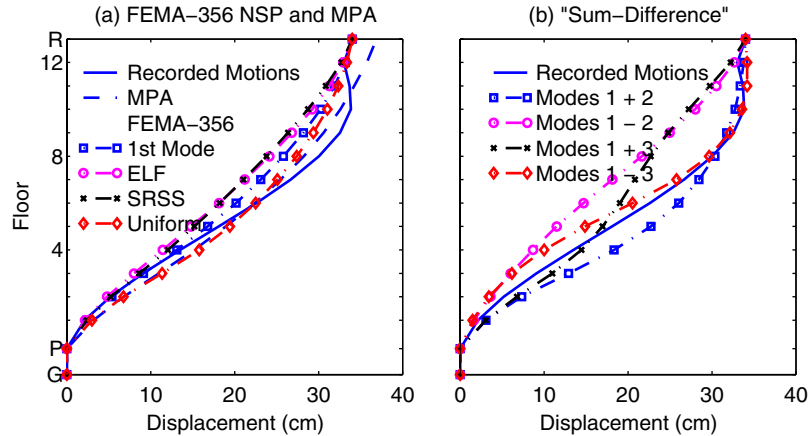 (a) FEMA−356 NSP and MPA
(b) "Sum−Difference"
R
12
8
4
P
G
Floor
Recorded Motions
MPA
FEMA−356
1st Mode
ELF
SRSS
Uniform
0
10
20
30
40
Displacement (cm)
Recorded Motions
Modes 1 + 2
Modes 1 − 2
Modes 1 + 3
Modes 1 − 3
0
10
20
30
40
Displacement (cm)